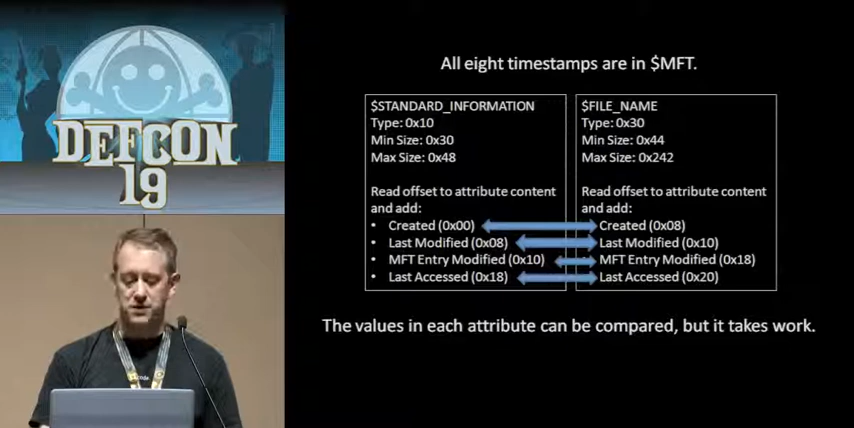 DEFCON
19
All eight timestamps are in $MFT.
$STANDARD_INFORMATION
Type: 0x10
Min Size: 0x30
Max Size: 0x48
Read offset to attribute content
and add:
• Created (0x00)
• Last Modified (0x08)
• MFT Entry Modified (0x10)
• Last Accessed (0x18)
$FILE_NAME
Type: 0x30
Min Size: 0x44
Max Size: 0x242
Read offset to attribute content
and add:
Created (0x08)
Last Modified (0x10)
MFT Entry Modified (0x18)
Last Accessed (0x20)
The values in each attribute can be compared, but it takes work.